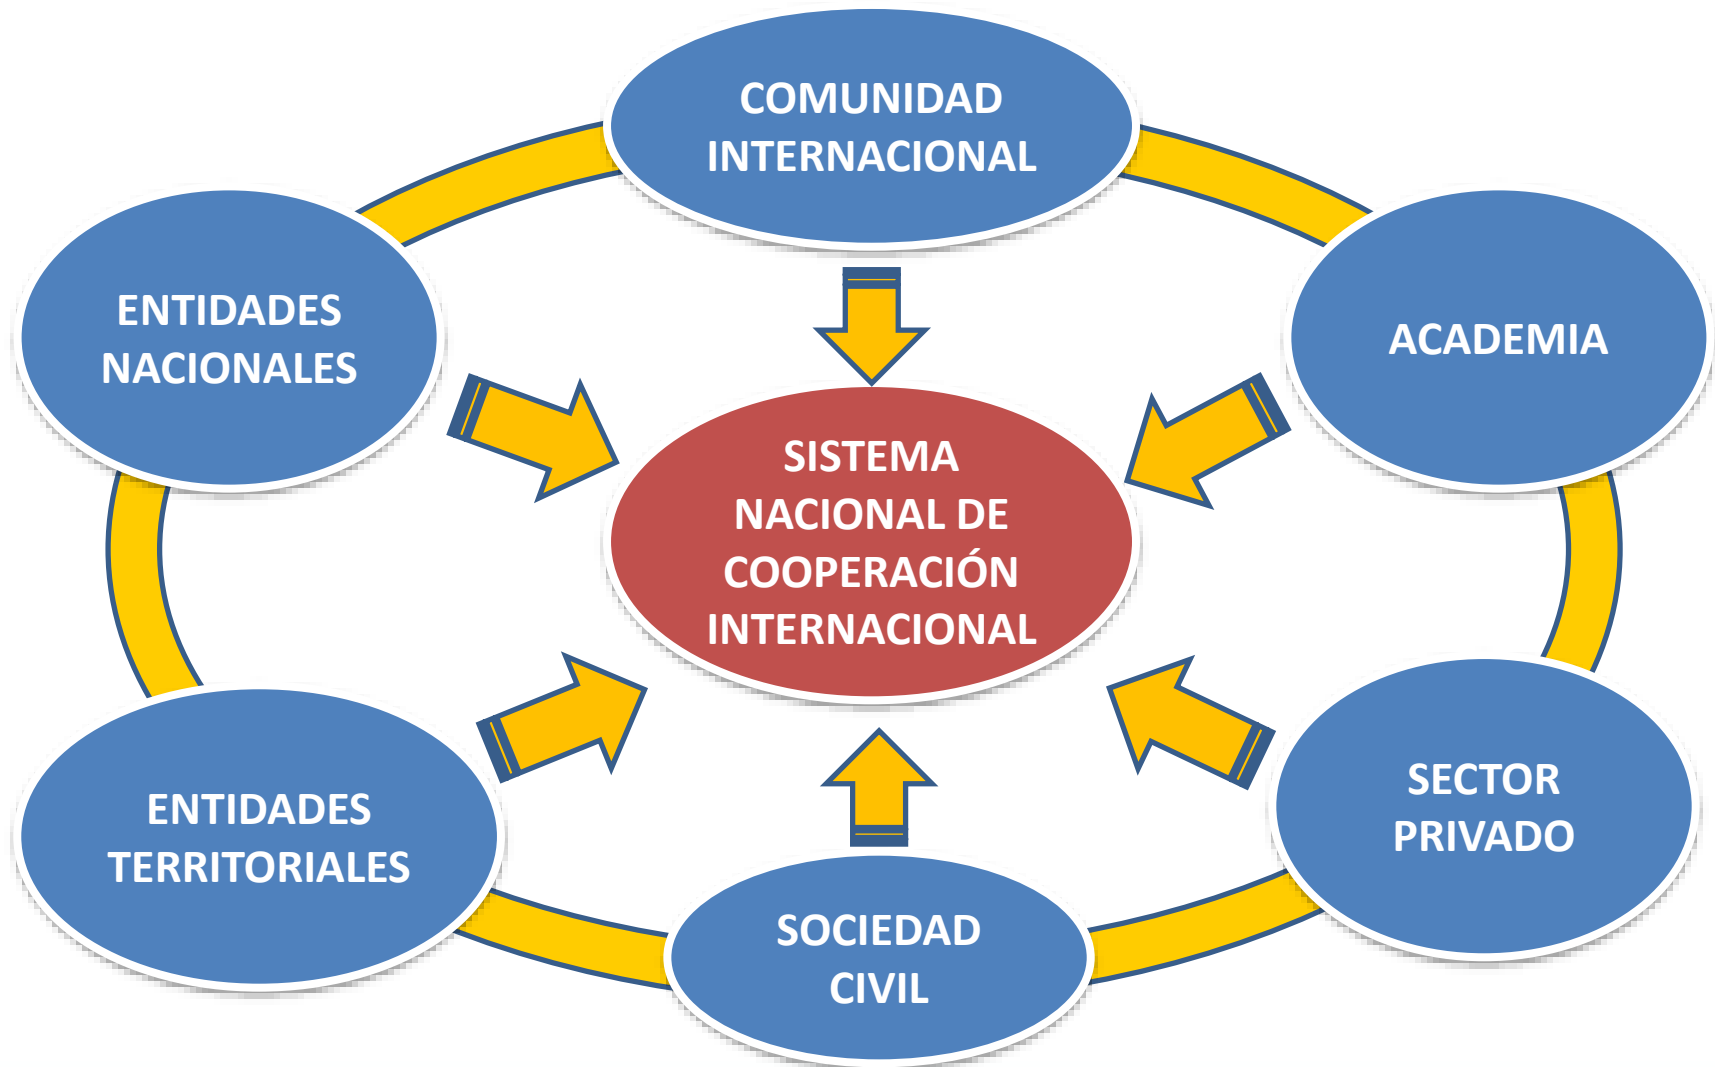 COMUNIDAD
INTERNACIONAL
ENTIDADES
NACIONALES
ACADEMIA
SISTEMA
NACIONAL DE
COOPERACIÓN
INTERNACIONAL
ENTIDADES
TERRITORIALES
SECTOR
PRIVADO
SOCIEDAD
CIVIL